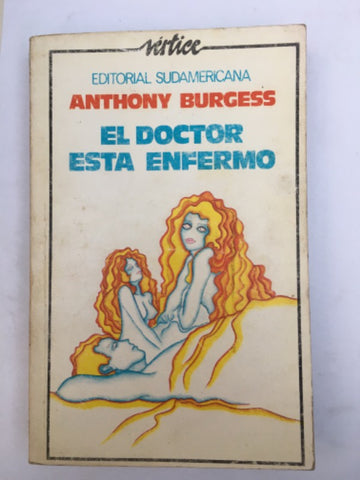 vértice
EDITORIAL SUDAMERICANA
ANTHONY BURGESS
EL DOCTOR
ESTA ENFERMO